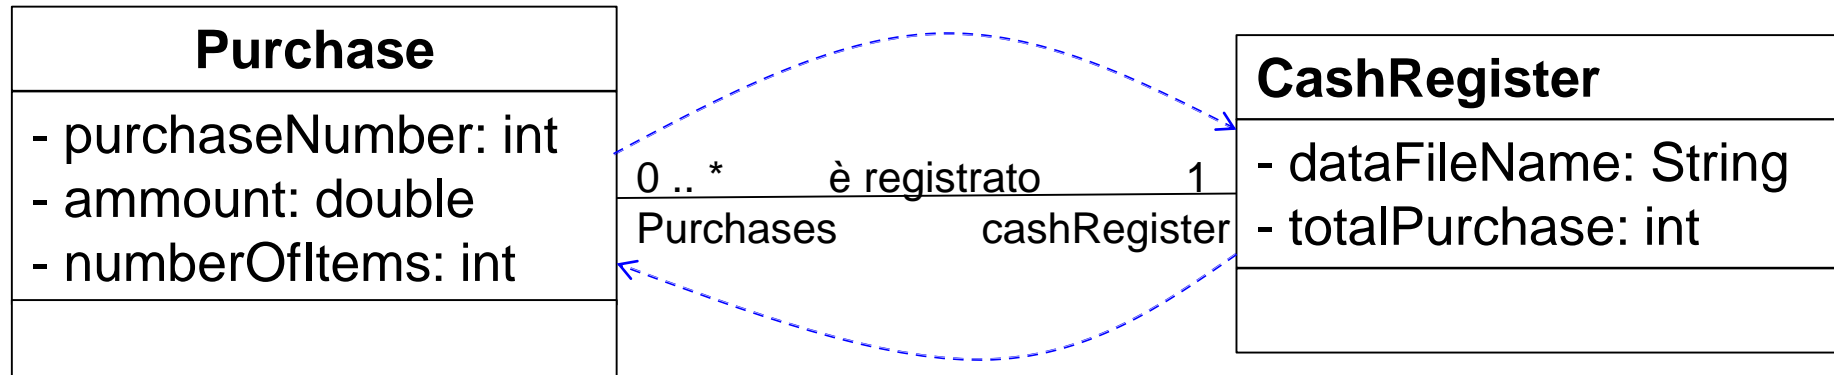 Purchase
- purchaseNumber: int
- ammount: double
- numberOfItems: int
0 .. * è registrato 1
Purchases cashRegister
CashRegister
- dataFileName: String
- totalPurchase: int